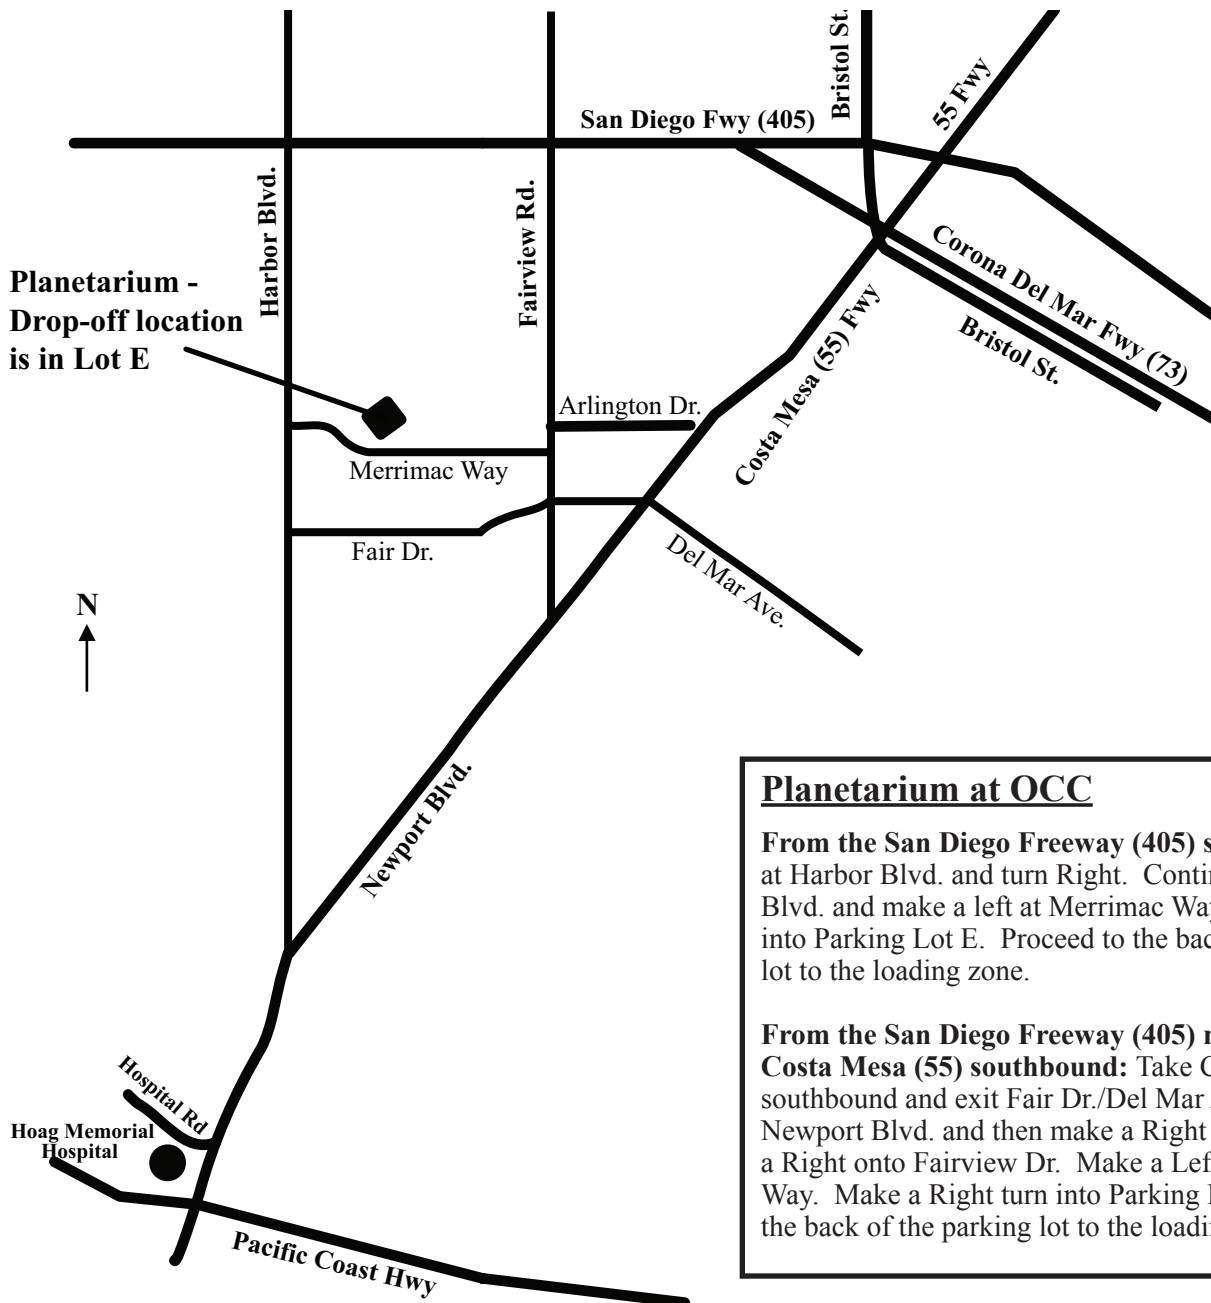 Bristol St.
55 Fwy
San Diego Fwy (405)
Harbor Blvd.
Fairview Rd.
Corona Del Mar Fwy (73)
Bristol St.
Planetarium -
Drop-off location
is in Lot E
Costa Mesa (55) Fwy
Arlington Dr.
Merrimac Way
Fair Dr.
Del Mar Ave.
N
Newport Blvd.
Hospital Rd
Hoag Memorial
Hospital
Pacific Coast Hwy
Planetarium at OCC
From the San Diego Freeway (405) s
at Harbor Blvd. and turn Right. Contin
Blvd. and make a left at Merrimac Way
into Parking Lot E. Proceed to the bac
lot to the loading zone.
From the San Diego Freeway (405) n
Costa Mesa (55) southbound: Take C
southbound and exit Fair Dr./Del Mar
Newport Blvd. and then make a Right
a Right onto Fairview Dr. Make a Left
Way. Make a Right turn into Parking
the back of the parking lot to the loadi